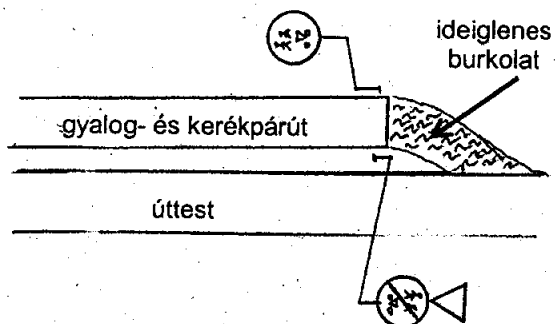 ideiglenes
burkolat
gyalog- és kerékpárút
úttest